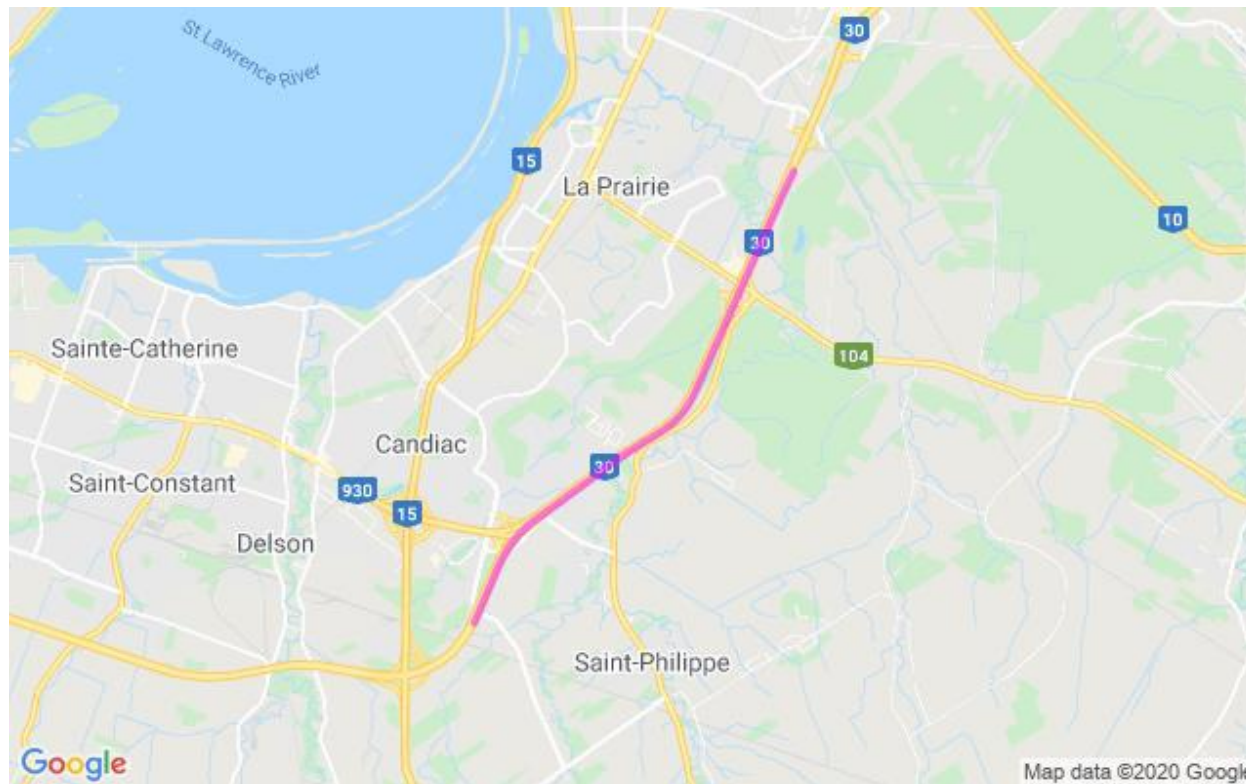 St Lawrence River
30
15
La Prairie
10
30
Sainte-Catherine
104
Candiac
30
Saint-Constant
930
15
Delson
Saint-Philippe
Google
Map data ©2020 Google